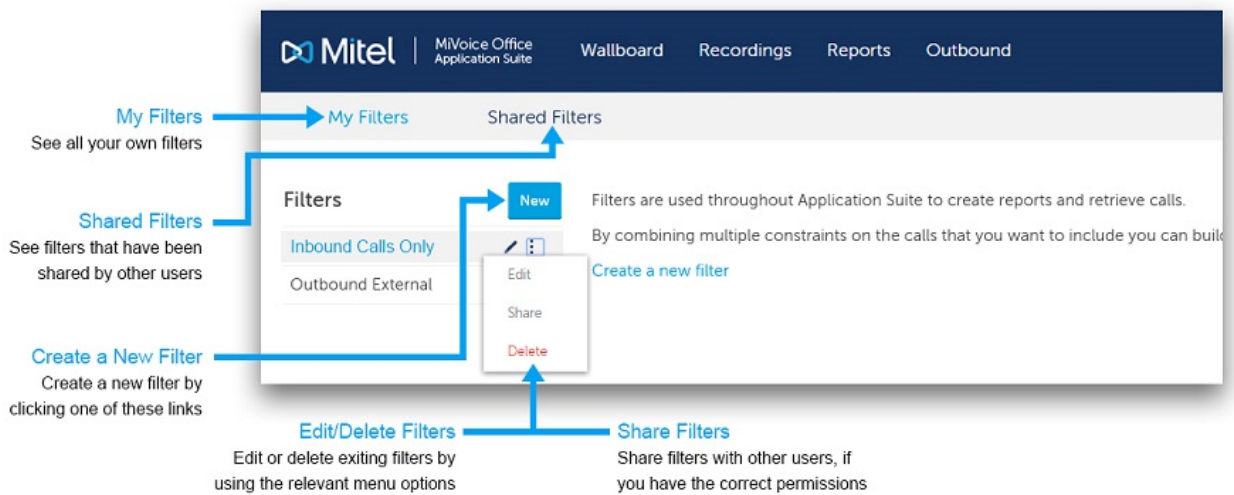 Mitel
MiVoice Office
Application Suite
Wallboard
Recordings
Reports
Outbound
My Filters
See all your own filters
My Filters
Shared Filters
Shared Filters
See filters that have been
shared by other users
Filters
New
Inbound Calls Only
Outbound External
Edit
Share
Delete
Filters are used throughout Application Suite to create reports and retrieve calls.
By combining multiple constraints on the calls that you want to include you can build
Create a new filter
Create a New Filter
Create a new filter by
clicking one of these links
Edit/Delete Filters
Edit or delete exiting filters by
using the relevant menu options
Share Filters
Share filters with other users, if
you have the correct permissions